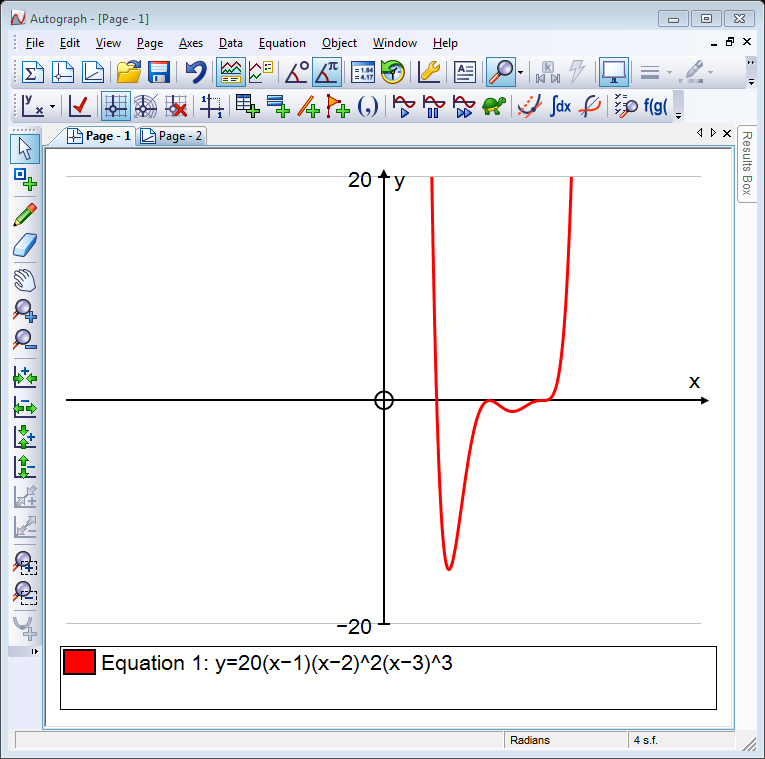 Autograph - [Page - 1]
File Edit View Page Axes Data Equation Object Window Help
Page - 1 Page - 2
Results Box
20 y
x
−20
Equation 1: y=20(x−1)(x−2)^2(x−3)^3
Radians 4 s.f.